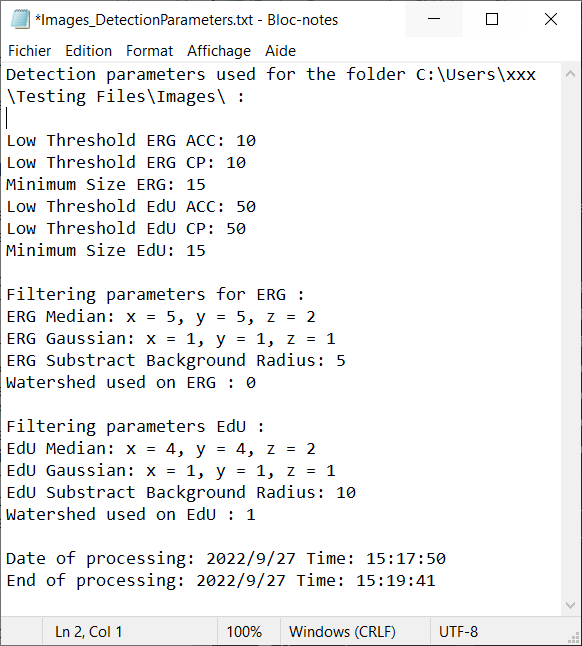 *Images_DetectionParameters.txt - Bloc-notes
Fichier Edition Format Affichage Aide
Detection parameters used for the folder C:\Users\xxx
\Testing Files\Images\ :
Low Threshold ERG ACC: 10
Low Threshold ERG CP: 10
Minimum Size ERG: 15
Low Threshold EdU ACC: 50
Low Threshold EdU CP: 50
Minimum Size EdU: 15
Filtering parameters for ERG :
ERG Median: x = 5, y = 5, z = 2
ERG Gaussian: x = 1, y = 1, z = 1
ERG Substract Background Radius: 5
Watershed used on ERG : 0
Filtering parameters EdU :
EdU Median: x = 4, y = 4, z = 2
EdU Gaussian: x = 1, y = 1, z = 1
EdU Substract Background Radius: 10
Watershed used on EdU : 1
Date of processing: 2022/9/27 Time: 15:17:50
End of processing: 2022/9/27 Time: 15:19:41
Ln 2, Col 1 100% Windows (CRLF) UTF-8